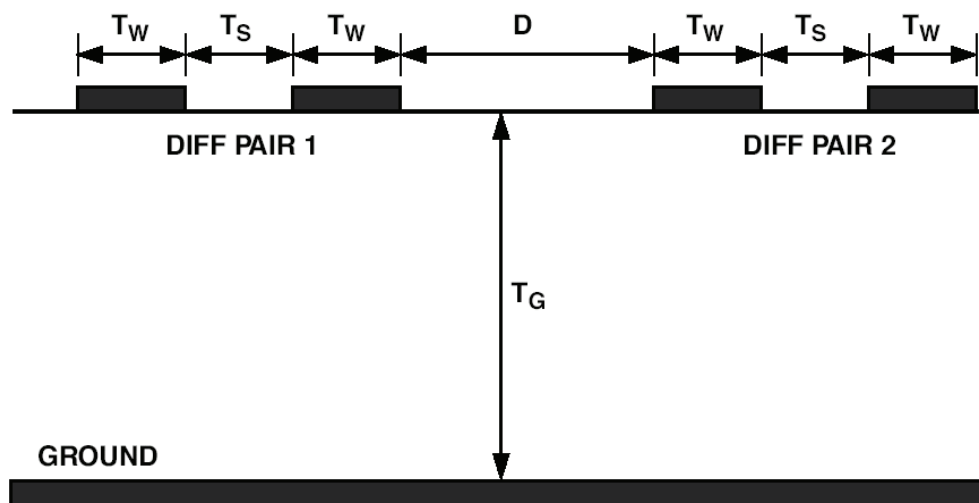 TW TS TW D TW TS TW
DIFF PAIR 1 DIFF PAIR 2
TG
GROUND